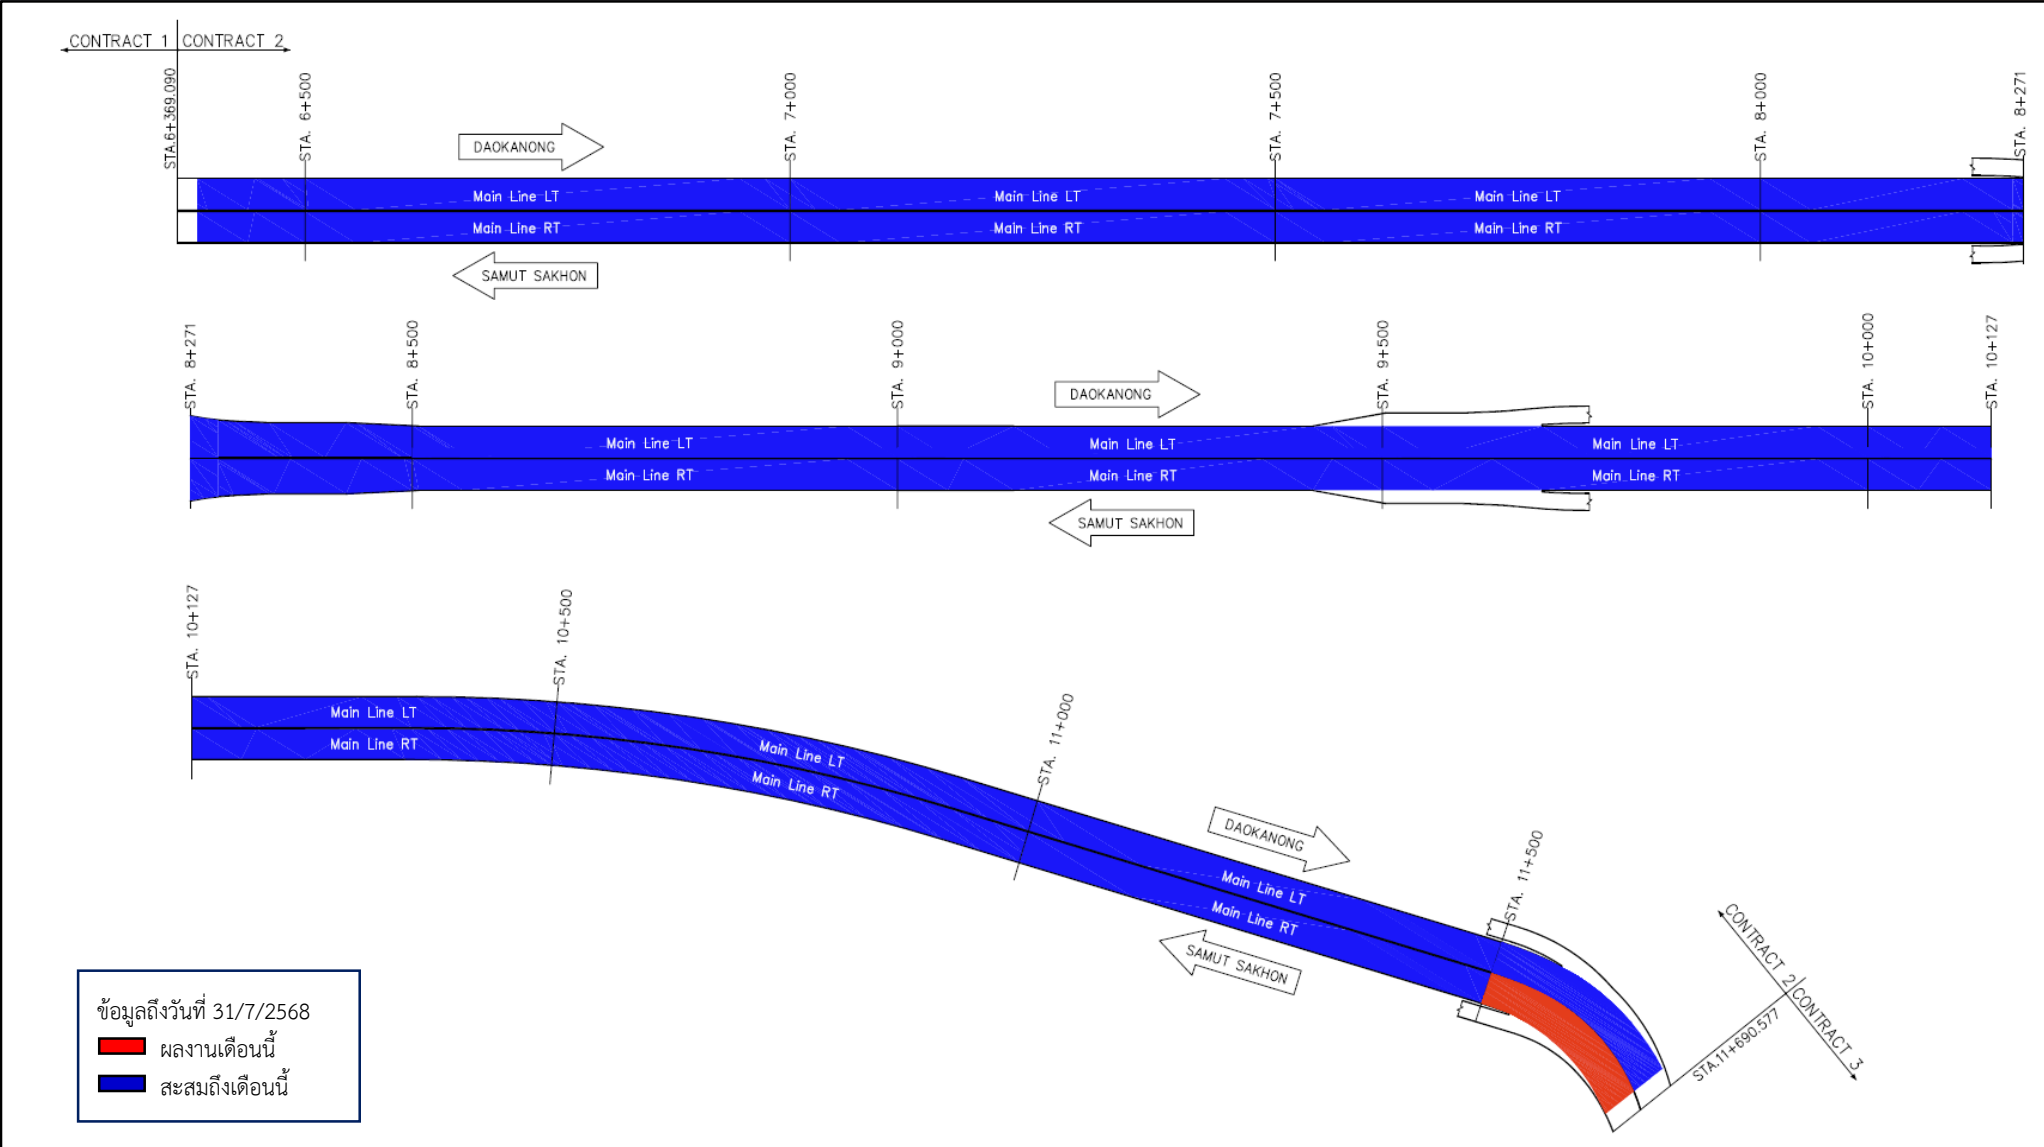 CONTRACT 1 CONTRACT 2
STA.6+369.090
STA. 6+500
STA. 7+000
STA. 7+500
STA. 8+000
STA. 8+271
DAOKANONG
Main Line LT
Main Line LT
Main Line LT
Main Line RT
Main Line RT
Main Line RT
SAMUT SAKHON
STA. 8+271
STA. 8+500
STA. 9+000
STA. 9+500
STA. 10+000
STA. 10+127
DAOKANONG
Main Line LT
Main Line LT
Main Line LT
Main Line RT
Main Line RT
Main Line RT
SAMUT SAKHON
STA. 10+127
STA. 10+500
STA. 11+000
STA. 11+500
Main Line LT
Main Line RT
Main Line LT
Main Line RT
DAOKANONG
Main Line LT
Main Line RT
SAMUT SAKHON
CONTRACT 2
CONTRACT 3
STA.11+690.577
ข้อมูลถึงวันที่ 31/7/2568
ผลงานเดือนนี้
สะสมถึงเดือนนี้